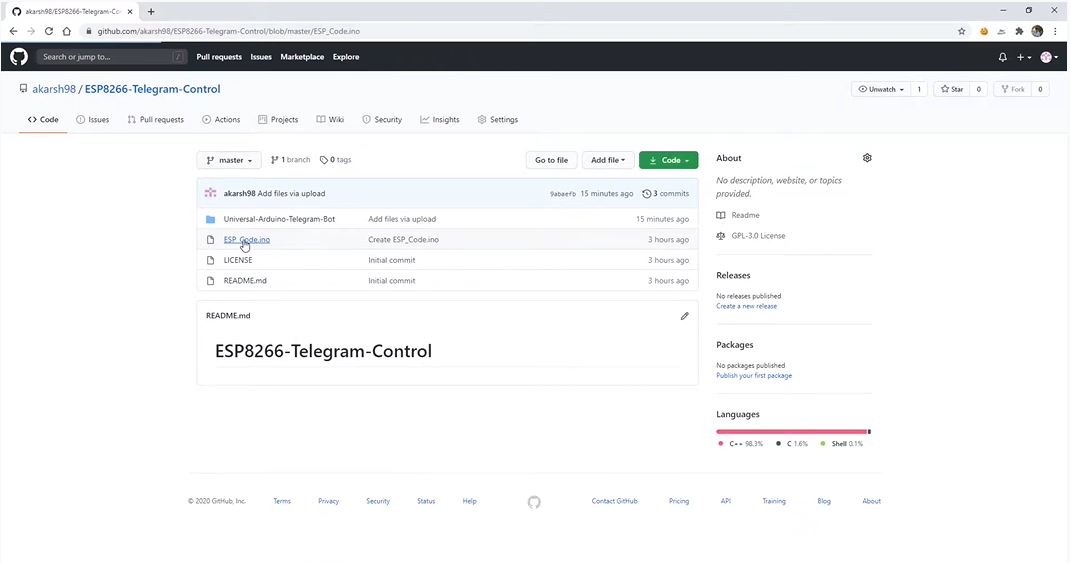 akarsh98/ESP8266-Telegram-Co
github.com/akarsh98/ESP8266-Telegram-Control/blob/master/ESP_Code.ino
Search or jump to... / Pull requests Issues Marketplace Explore
akarsh98 / ESP8266-Telegram-Control Unwatch 1 Star 0 Fork 0
Code Issues Pull requests Actions Projects Wiki Security Insights Settings
master 1 branch 0 tags Go to file Add file Code
akarsh98 Add files via upload 9abaefb 15 minutes ago 3 commits
Universal-Arduino-Telegram-Bot Add files via upload 15 minutes ago
ESP_Code.ino Create ESP_Code.ino 3 hours ago
LICENSE Initial commit 3 hours ago
README.md Initial commit 3 hours ago
README.md
ESP8266-Telegram-Control
About
No description, website, or topics
provided.
Readme
GPL-3.0 License
Releases
No releases published
Create a new release
Packages
No packages published
Publish your first package
Languages
C++ 98.3% C 1.6% Shell 0.1%
© 2020 GitHub, Inc. Terms Privacy Security Status Help Contact GitHub Pricing API Training Blog About